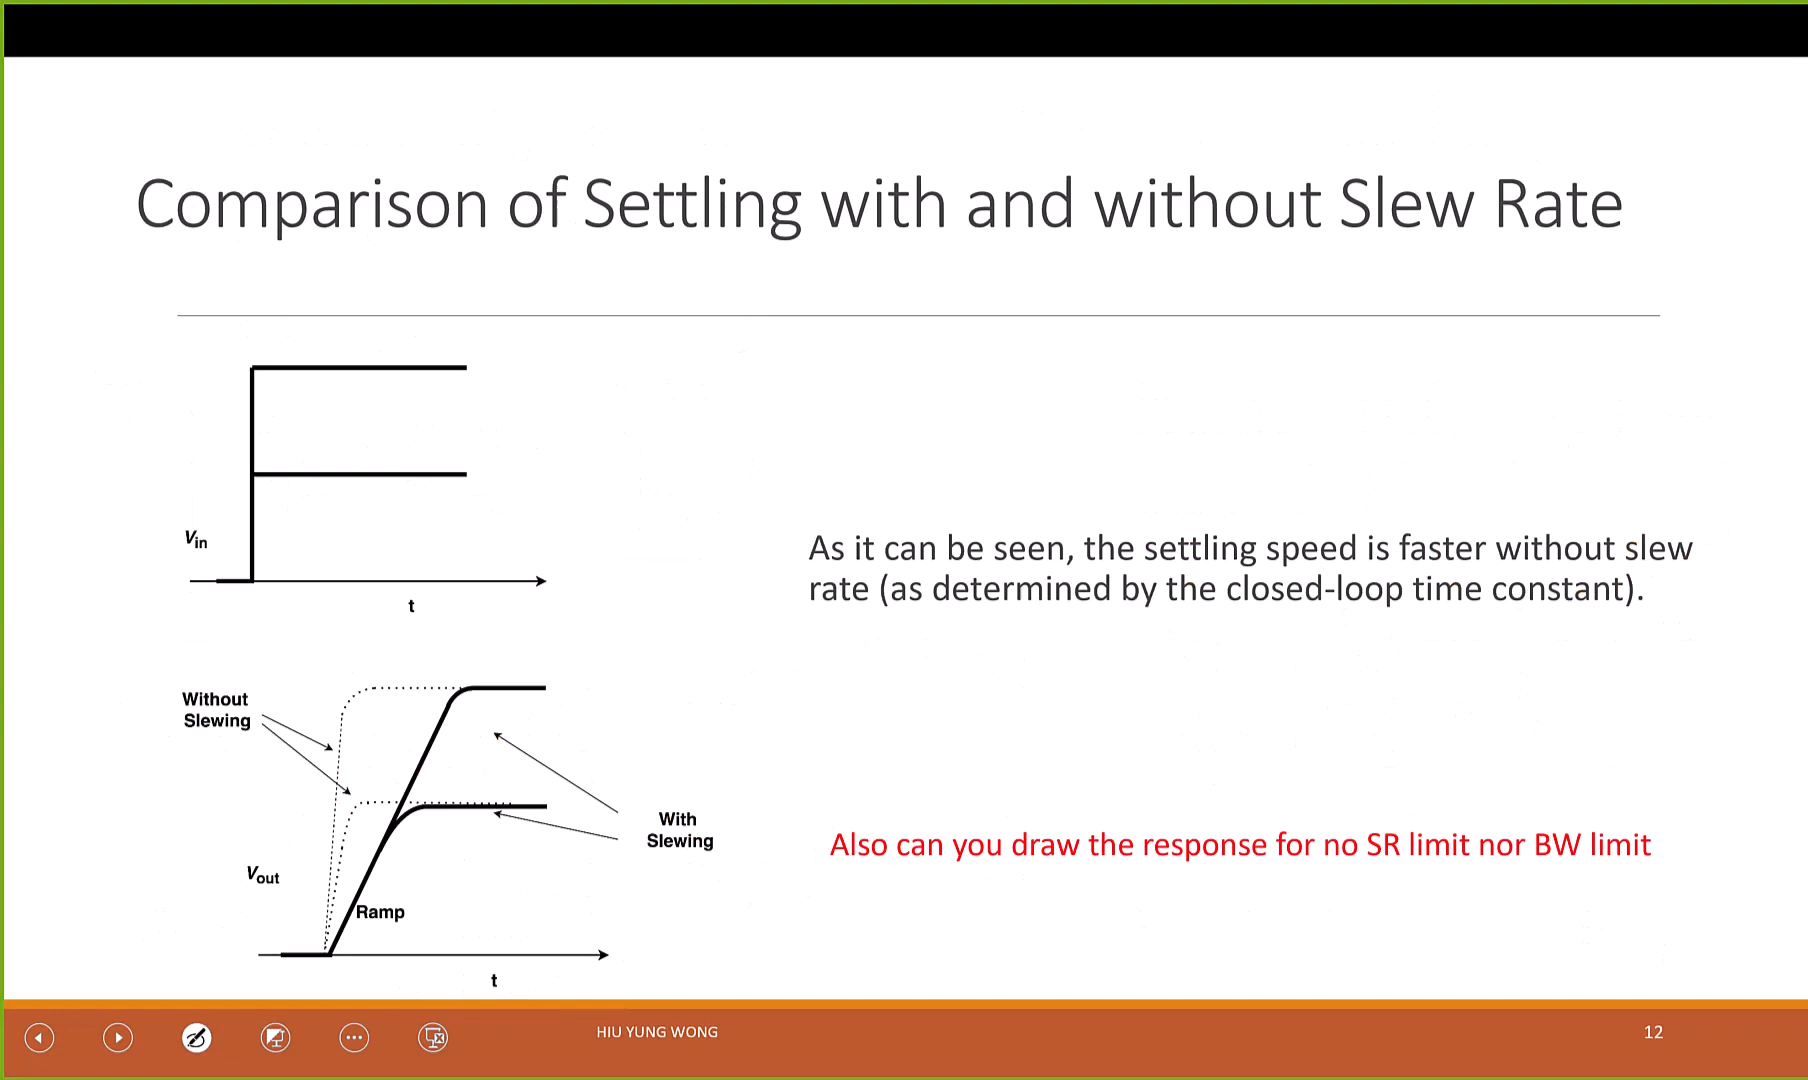 Comparison of Settling with and without Slew Rate
Vin
t
As it can be seen, the settling speed is faster without slew
rate (as determined by the closed-loop time constant).
Without
Slewing
With
Slewing
Also can you draw the response for no SR limit nor BW limit
Vout
Ramp
t
HIU YUNG WONG
12